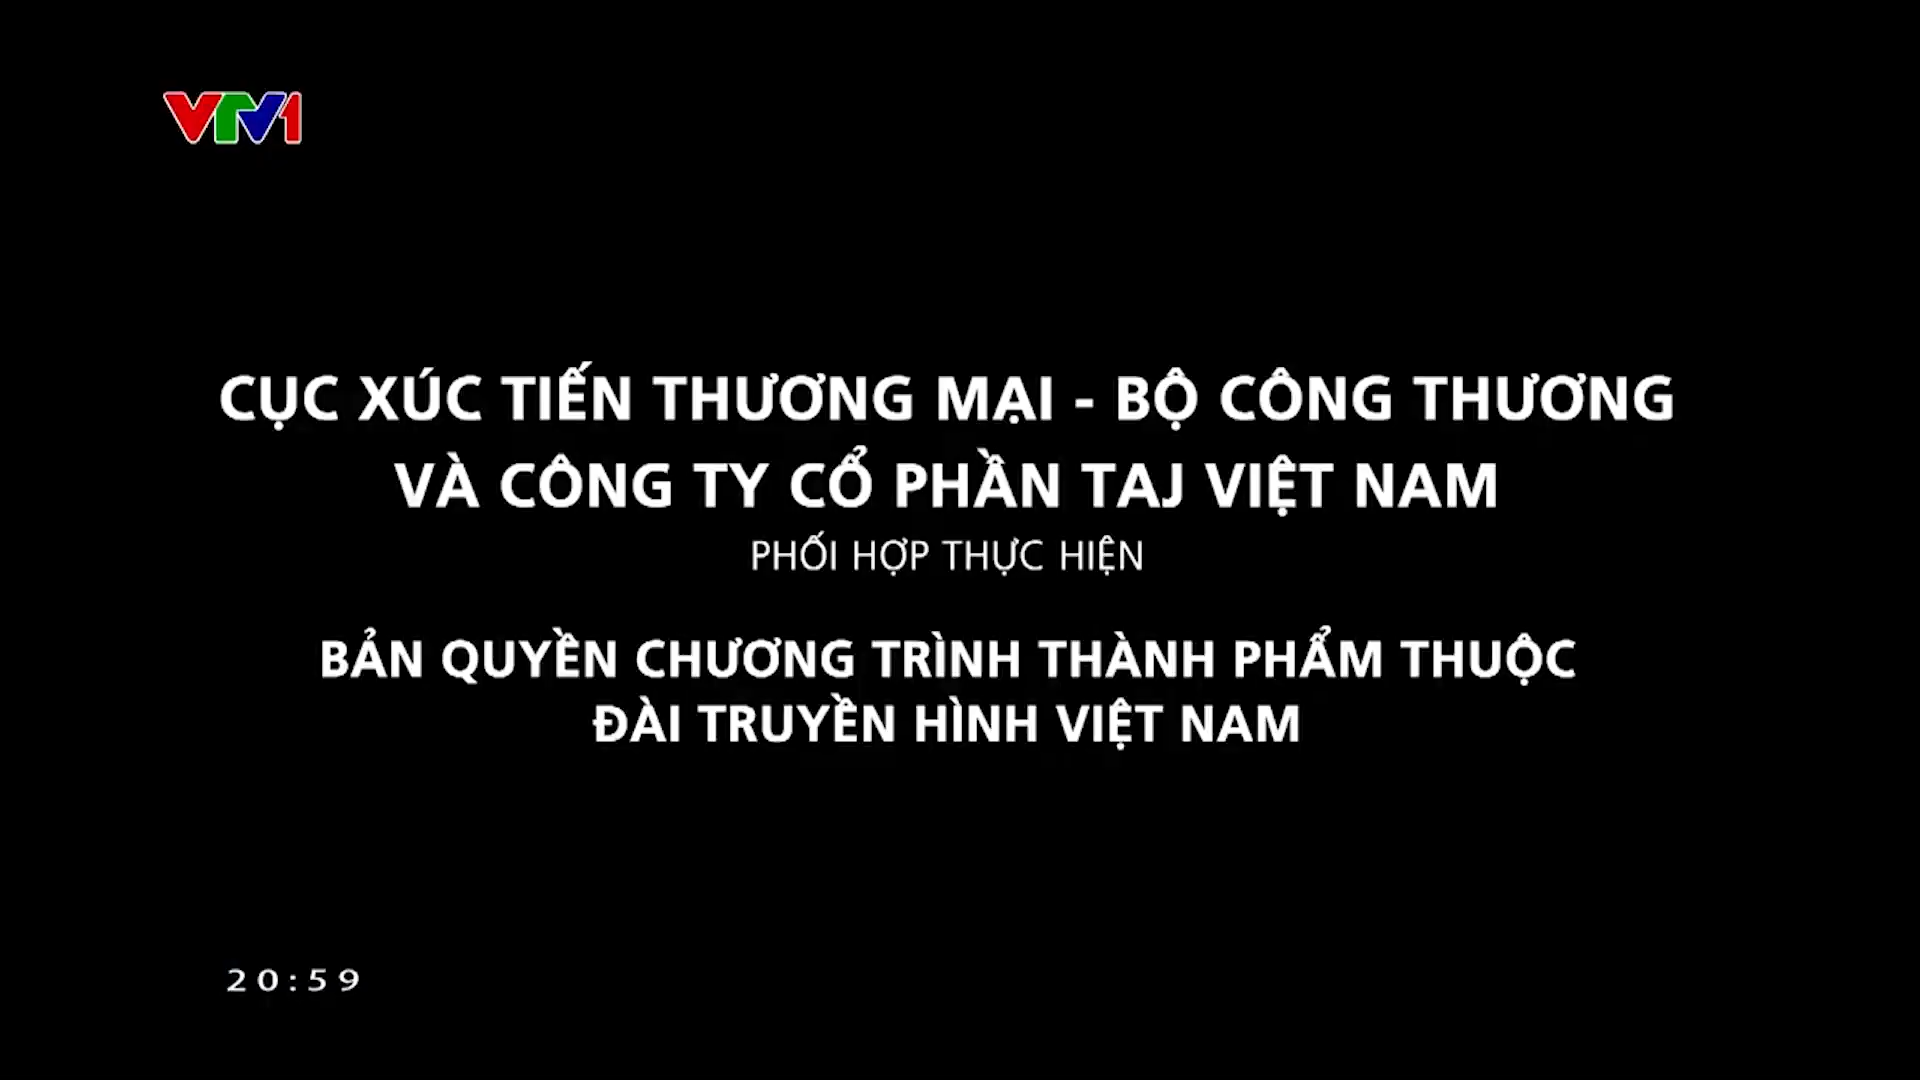 VTV1
CỤC XÚC TIẾN THƯƠNG MẠI - BỘ CÔNG THƯƠNG
VÀ CÔNG TY CỔ PHẦN TAJ VIỆT NAM
PHỐI HỢP THỰC HIỆN
BẢN QUYỀN CHƯƠNG TRÌNH THÀNH PHẨM THUỘC
ĐÀI TRUYỀN HÌNH VIỆT NAM
20:59